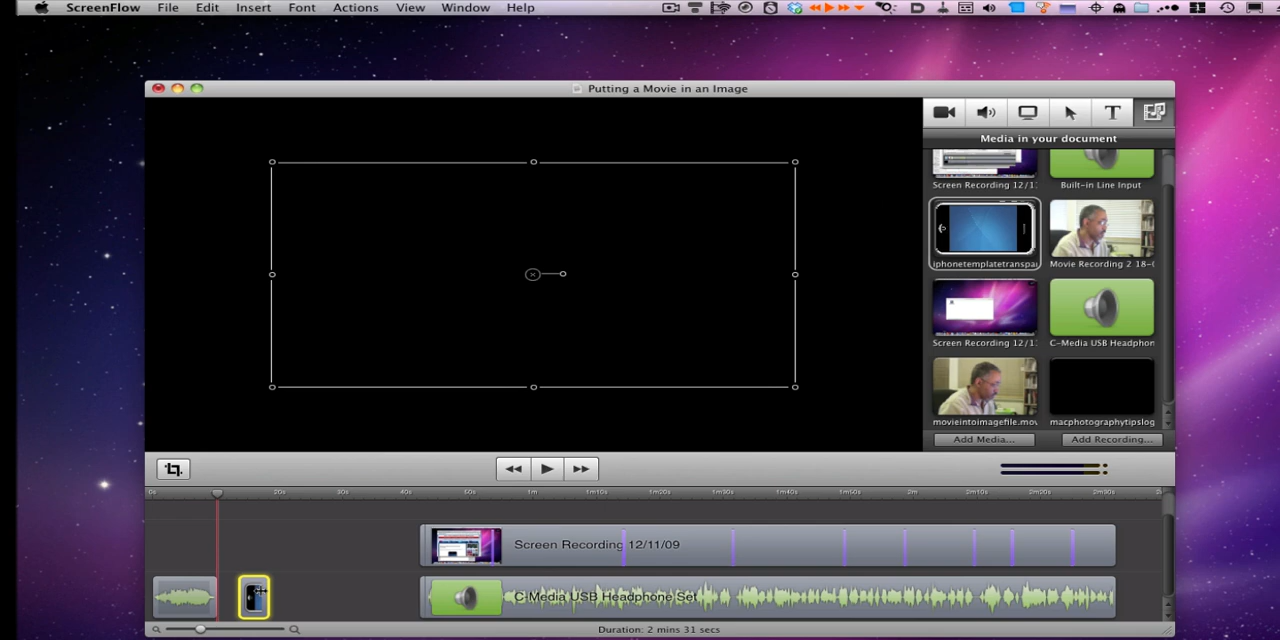 ScreenFlow File Edit Insert Font Actions View Window Help
Putting a Movie in an Image
Media in your document
Screen Recording 12/1 Built-in Line Input
iphonetemplatetranspa Movie Recording 2 18-
Screen Recording 12/1 C-Media USB Headphon
movieintoimagefile.mov macphotographytipslog
Add Media... Add Recording...
0s 20s 30s 40s 50s 1m 1m10s 1m20s 1m30s 1m40s 1m50s 2m 2m10s 2m20s 2m30s
Screen Recording 12/11/09
C-Media USB Headphone Set
Duration: 2 mins 31 secs